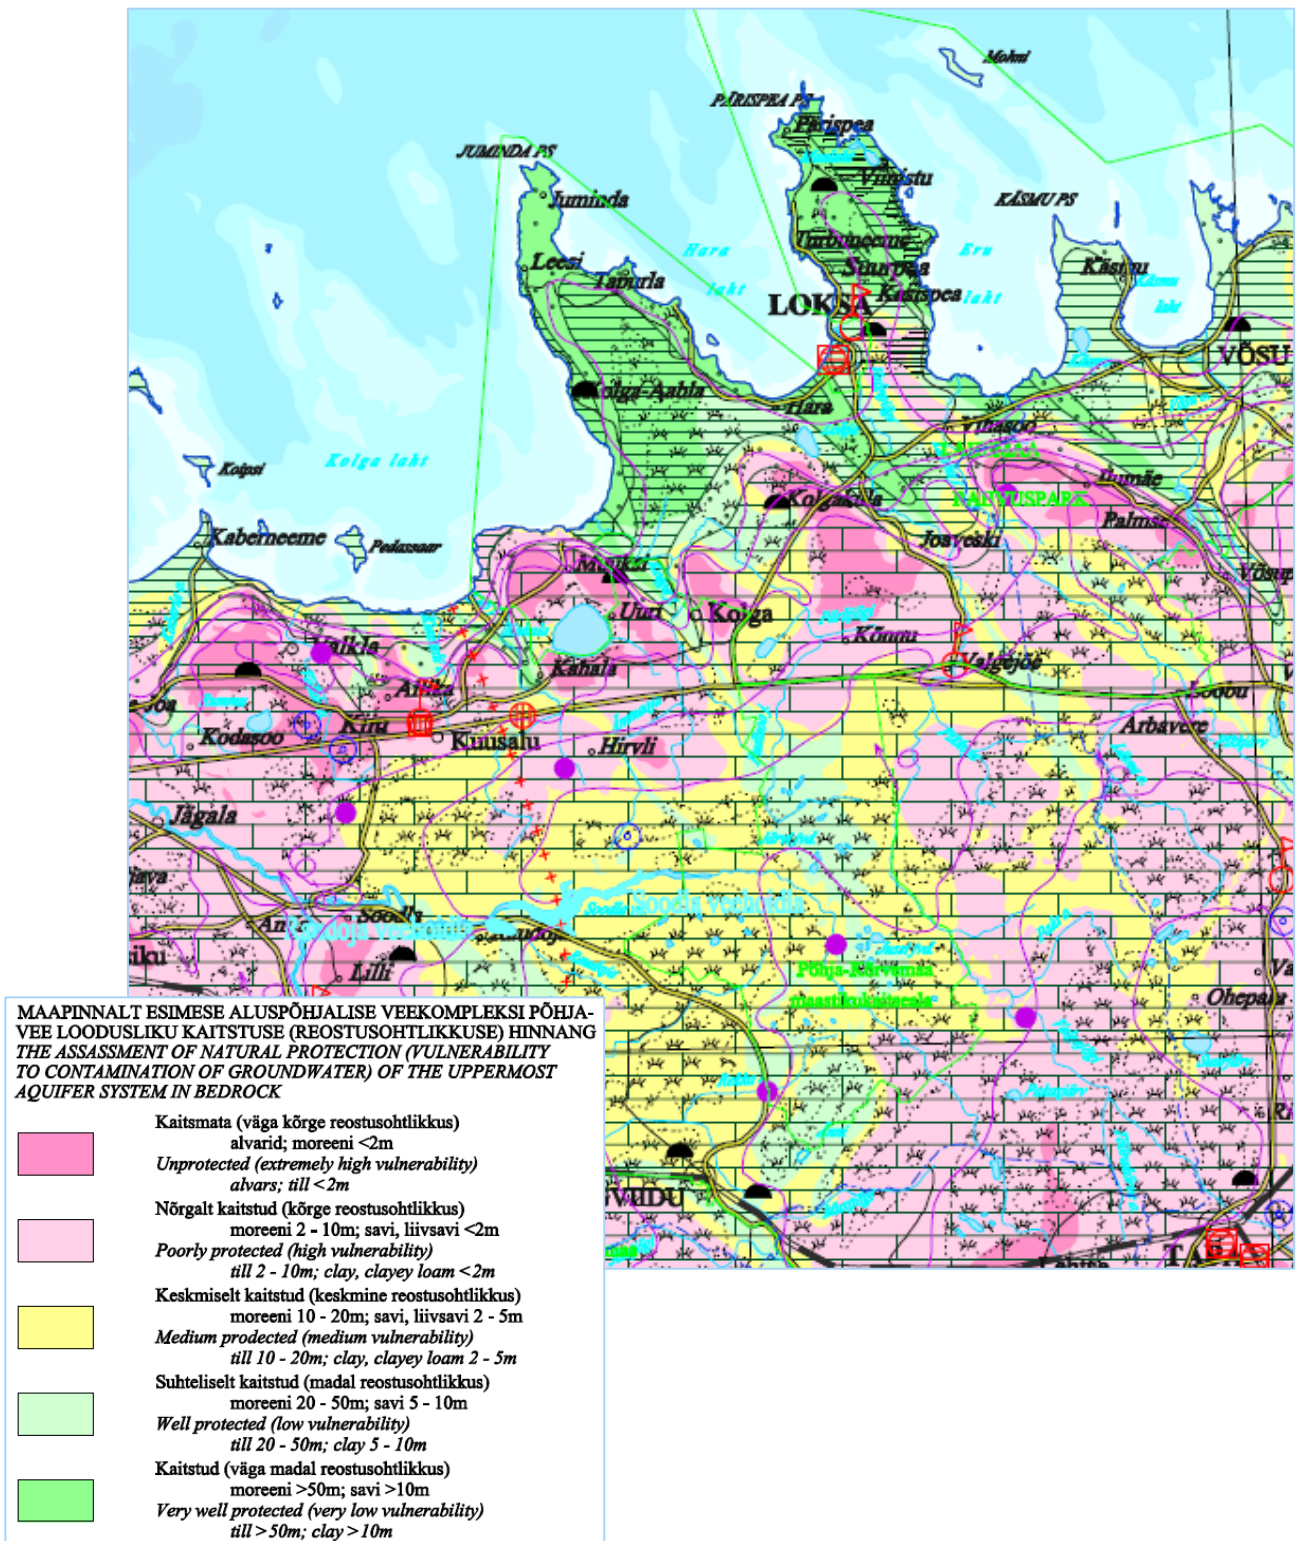 Mohni
PÄRISPEA PS
Pärispea
JUMINDA PS
Viinistu
Juminda
KÄSMU PS
Hara
laht
Eru
laht
Turbuneeme
Suurpea
Leesi
Tapurla
Käsmu
Käsmu
laht
Kasispea
LOKSA
VÕSU
Kolga-Aabla
Hara
Vihasoo
Kolga laht
Koipsi
Ilumäe
Kolgaküla
RAHVUSPARK
Palmse
Kaberneeme
Pedassaar
Joaveski
Muuksi
Võsup
Uuri
Kolga
Kõnnu
Valkla
Valgejõe
Kahala
Allika
Loobu
Kiiu
Kodasoo
Kuusalu
Hirvli
Arbavere
Jägala
Soodla veehoidla
Soodla
Lilli
Põhja-Kõrvemaa
maastikukaitseala
Ohepalu
VIIDU
MAAPINNALT ESIMESE ALUSPÕHJALISE VEEKOMPLEKSI PÕHJA-
VEE LOODUSLIKU KAITSTUSE (REOSTUSOHTLIKKUSE) HINNANG
THE ASSASSMENT OF NATURAL PROTECTION (VULNERABILITY
TO CONTAMINATION OF GROUNDWATER) OF THE UPPERMOST
AQUIFER SYSTEM IN BEDROCK
Kaitsmata (väga kõrge reostusohtlikkus)
alvarid; moreeni <2m
Unprotected (extremely high vulnerability)
alvars; till <2m
Nõrgalt kaitstud (kõrge reostusohtlikkus)
moreeni 2 - 10m; savi, liivsavi <2m
Poorly protected (high vulnerability)
till 2 - 10m; clay, clayey loam <2m
Keskmiselt kaitstud (keskmine reostusohtlikkus)
moreeni 10 - 20m; savi, liivsavi 2 - 5m
Medium prodected (medium vulnerability)
till 10 - 20m; clay, clayey loam 2 - 5m
Suhteliselt kaitstud (madal reostusohtlikkus)
moreeni 20 - 50m; savi 5 - 10m
Well protected (low vulnerability)
till 20 - 50m; clay 5 - 10m
Kaitstud (väga madal reostusohtlikkus)
moreeni >50m; savi >10m
Very well protected (very low vulnerability)
till >50m; clay >10m